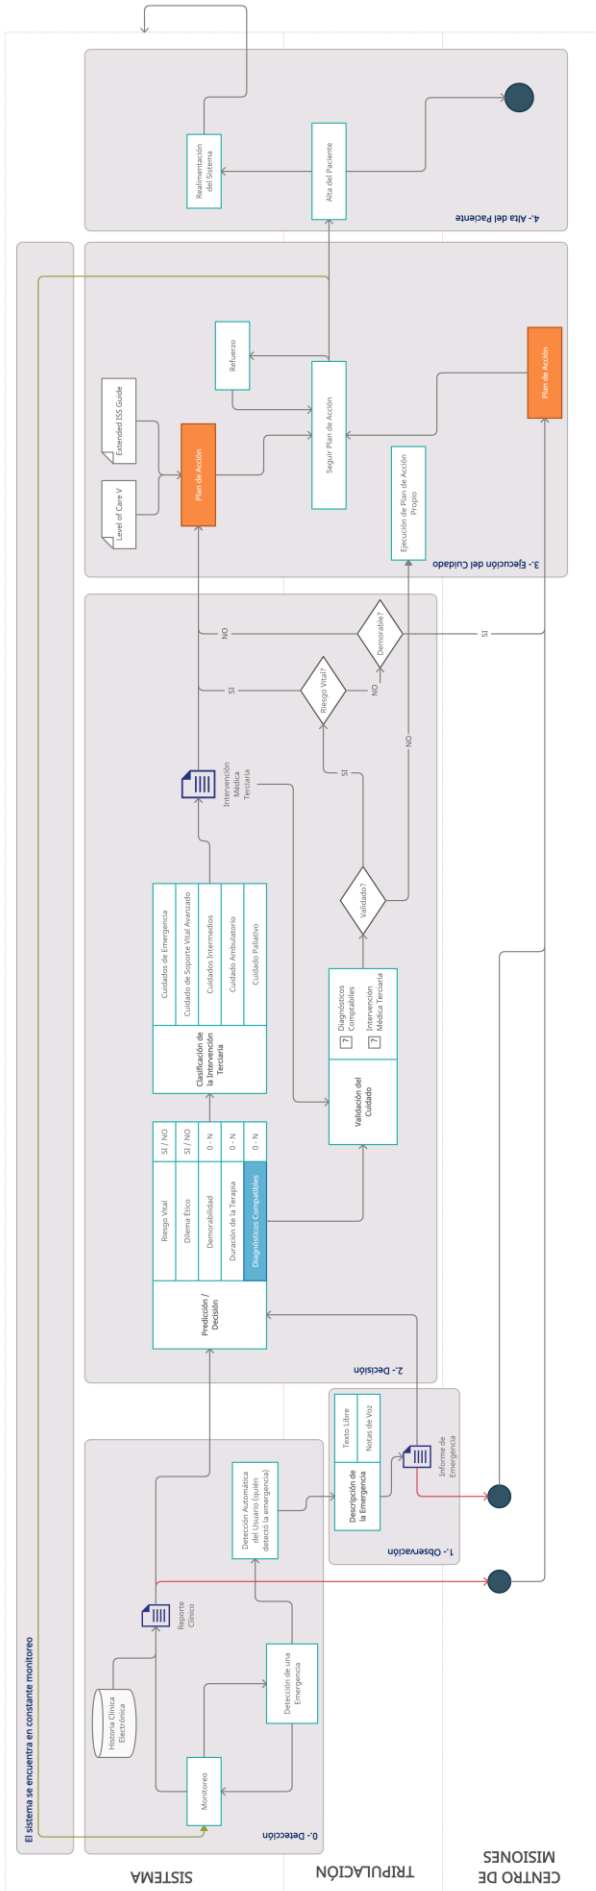 SISTEMA
TRIPULACIÓN
CENTRO DE
MISIONES
El sistema se encuentra en constante monitoreo
0.- Detección
Monitoreo
Historia Clínica
Electrónica
Reporte
Clínico
Detección de una
Emergencia
Detección Automática
del Usuario (quién
detectó la emergencia)
1.- Observación
Descripción de
la Emergencia
Texto Libre
Notas de Voz
Informe de
Emergencia
2.- Decisión
Predicción /
Decisión
Riesgo Vital
SI / NO
Dilema Ético
SI / NO
Demorabilidad
0 - N
Duración de la Terapia
0 - N
Diagnósticos Compatibles
0 - N
Clasificación de
la Intervención
Terciaria
Cuidados de Emergencia
Cuidado de Soporte Vital Avanzado
Cuidados Intermedios
Cuidado Ambulatorio
Cuidado Paliativo
Intervención
Médica
Terciaria
Validación del
Cuidado
?
Diagnósticos
Comptabiles
?
Intervención
Médica Terciaria
Validado?
SI
NO
Riesgo Vital?
SI
NO
Demorable?
NO
SI
3.- Ejecución del Cuidado
Level of Care V
Extended ISS Guide
Plan de Acción
Refuerzo
Seguir Plan de Acción
Ejecución de Plan de Acción
Propio
Plan de Acción
4.- Alta del Paciente
Realimentación
del Sistema
Alta del Paciente